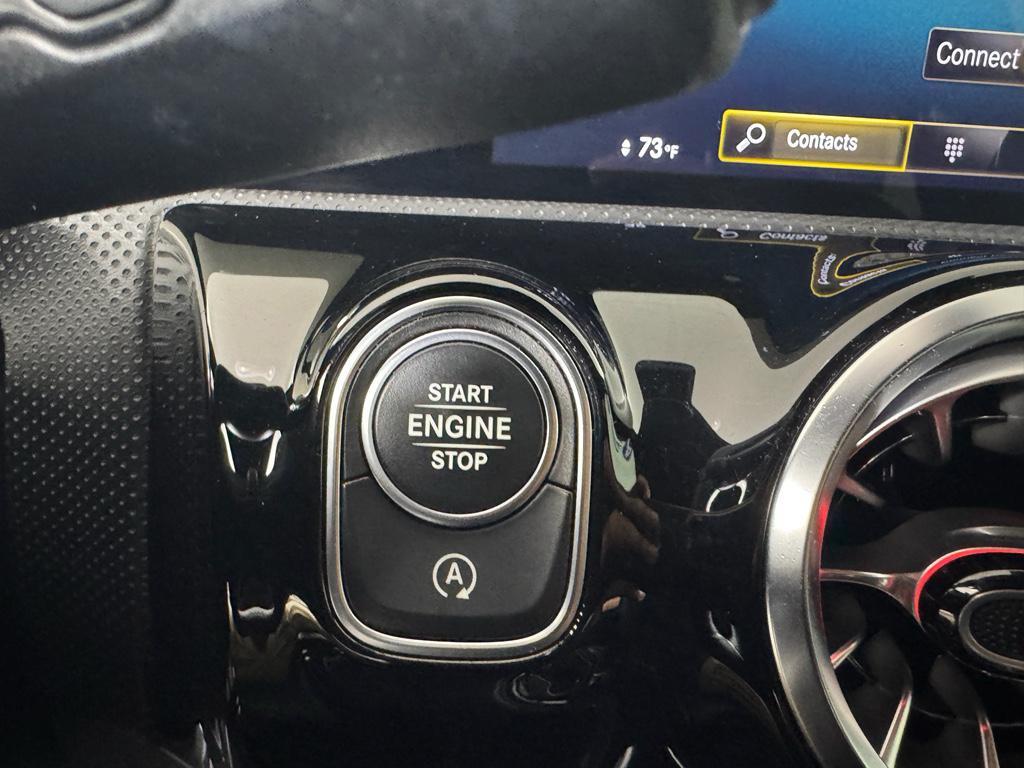 Connect
73°F
Contacts
START
ENGINE
STOP
A